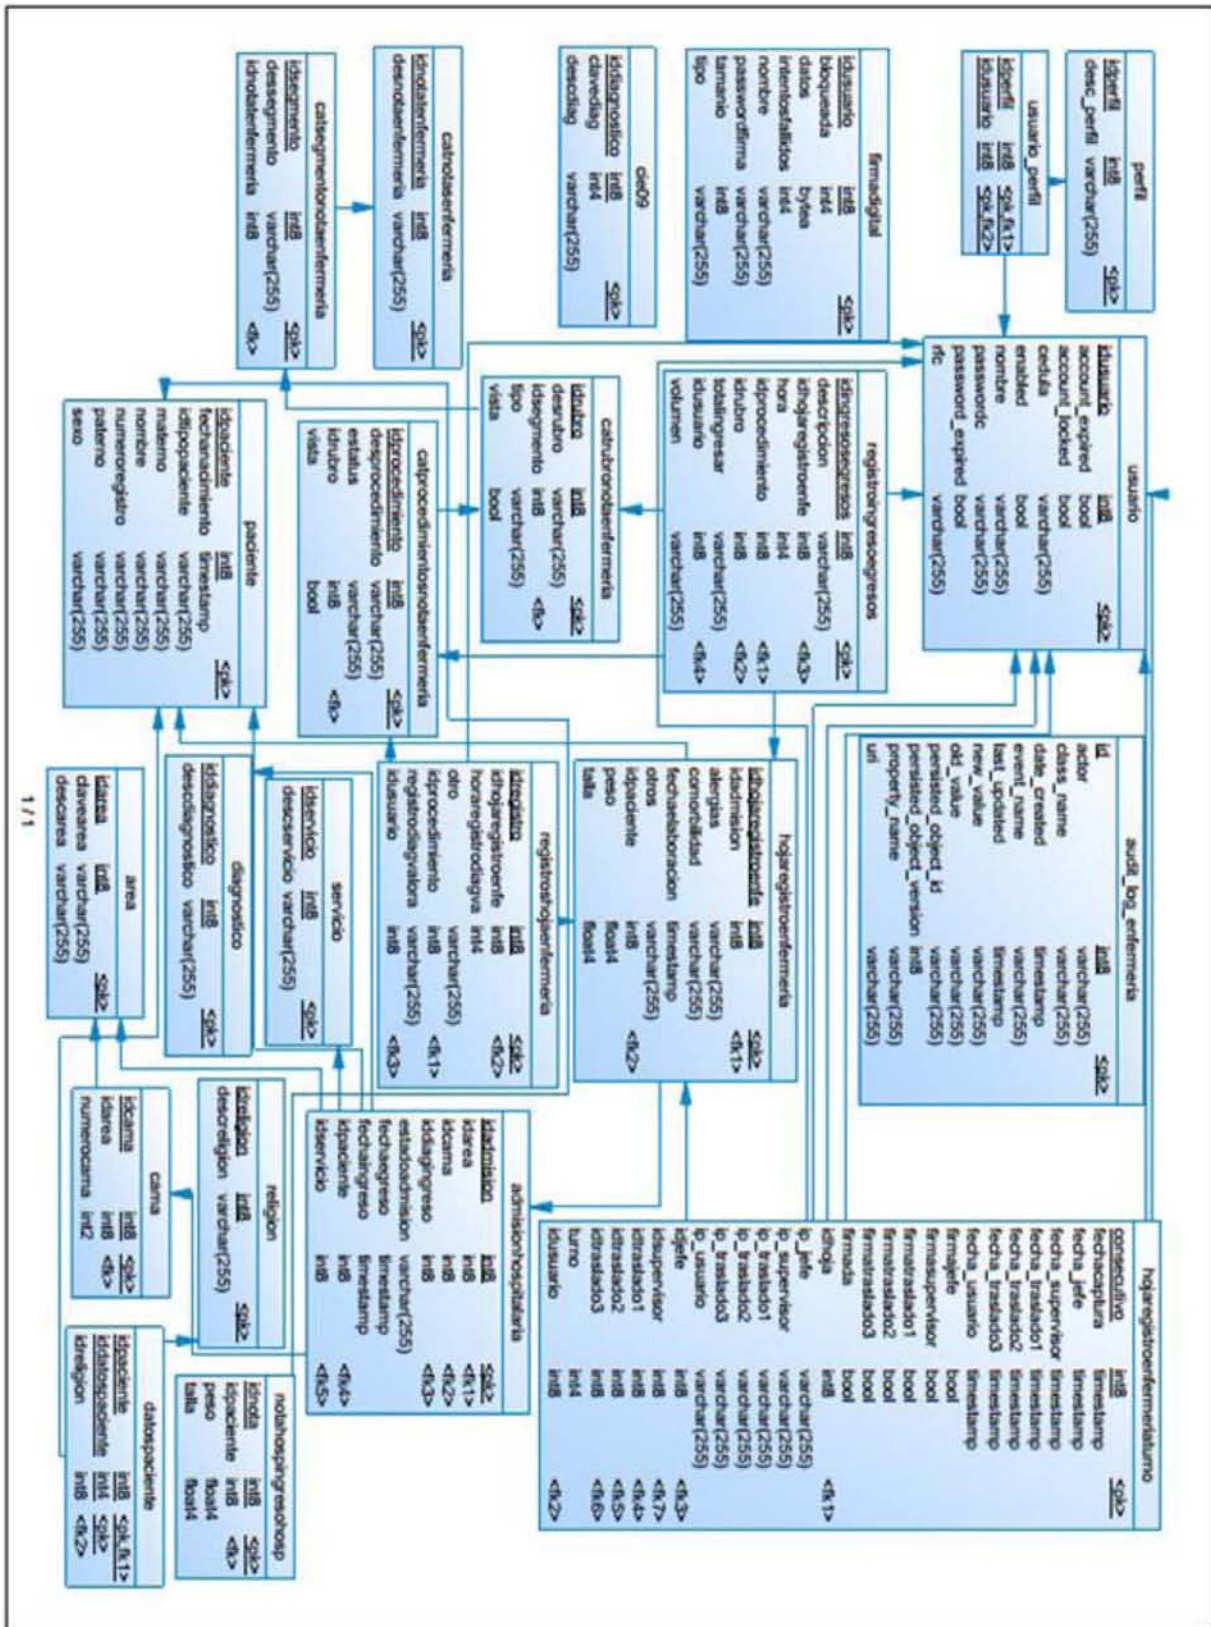 perfil
idperfil int8 <pk>
desc_perfil varchar(255)
usuario_perfil
idperfil int8 <pk,fk1>
idusuario int8 <pk,fk2>
usuario
idusuario int8 <pk>
account_expired bool
account_locked bool
cedula varchar(255)
enabled bool
nombre varchar(255)
passwordc varchar(255)
password_expired bool
rfc varchar(255)
audit_log_enfermeria
id int8 <pk>
actor varchar(255)
class_name varchar(255)
date_created timestamp
event_name varchar(255)
last_updated timestamp
new_value varchar(255)
old_value varchar(255)
persisted_object_id varchar(255)
persisted_object_version int8
property_name varchar(255)
uri varchar(255)
hojaregistroenfermeriaturno
consecutivo int8 <pk>
fechacaptura timestamp
fecha_jefe timestamp
fecha_supervisor timestamp
fecha_traslado1 timestamp
fecha_traslado2 timestamp
fecha_traslado3 timestamp
fecha_usuario timestamp
firmajefe bool
firmasupervisor bool
firmatraslado1 bool
firmatraslado2 bool
firmatraslado3 bool
firmada bool
idhoja int8 <fk1>
ip_jefe varchar(255)
ip_supervisor varchar(255)
ip_traslado1 varchar(255)
ip_traslado2 varchar(255)
ip_traslado3 varchar(255)
ip_usuario varchar(255)
idjefe int8 <fk3>
idsupervisor int8 <fk7>
idtraslado1 int8 <fk4>
idtraslado2 int8 <fk5>
idtraslado3 int8 <fk6>
turno int4
idusuario int8 <fk2>
firmadigital
idusuario int8 <pk>
bloqueada int4
datos bytea
intentosfallidos int4
nombre varchar(255)
passwordfirma varchar(255)
tamanio int8
tipo varchar(255)
registroingresoegresos
idingresosegresos int8 <pk>
descripcion varchar(255)
idhojaregistroenfe int8 <fk3>
hora int4
idprocedimiento int8 <fk1>
idrubro int8 <fk2>
totalingresar varchar(255)
idusuario int8 <fk4>
volumen varchar(255)
hojaregistroenfermeria
idhojaregistroenfe int8 <pk>
idadmision int8 <fk1>
alergias varchar(255)
comorbilidad varchar(255)
fechaelaboracion timestamp
otros varchar(255)
idpaciente int8 <fk2>
peso float4
talla float4
cie09
iddiagnostico int8 <pk>
clavediag int4
descdiag varchar(255)
catrubronotaenfermeria
idrubro int8 <pk>
desrubro varchar(255)
idsegmento int8 <fk>
tipo varchar(255)
vista bool
registroshojaenfermeria
idregistro int8 <pk>
idhojaregistroenfe int8 <fk2>
horaregistrodiagva int4
otro varchar(255)
idprocedimiento int8 <fk1>
registrodiagvalora varchar(255)
idusuario int8 <fk3>
admisionhospitalaria
idadmision int8 <pk>
idarea int8 <fk1>
idcama int8 <fk2>
iddiagingreso int8 <fk3>
estadoadmision varchar(255)
fechaegreso timestamp
fechaingreso timestamp
idpaciente int8 <fk4>
idservicio int8 <fk5>
catnotasenfermeria
idnotatenfermeria int8 <pk>
desnotaenfermeria varchar(255)
catprocedimientosnotaenfermeria
idprocedimiento int8 <pk>
desprocedimiento varchar(255)
estatus varchar(255)
idrubro int8 <fk>
vista bool
servicio
idservicio int8 <pk>
descservicio varchar(255)
catsegmentonotaenfermeria
idsegmento int8 <pk>
dessegmento varchar(255)
idnotatenfermeria int8 <fk>
paciente
idpaciente int8 <pk>
fechanacimiento timestamp
idtipopaciente varchar(255)
materno varchar(255)
nombre varchar(255)
numeroregistro varchar(255)
paterno varchar(255)
sexo varchar(255)
diagnostico
iddiagnostico int8 <pk>
descdiagnostico varchar(255)
religion
idreligion int8 <pk>
descreligion varchar(255)
notahospingresohosp
idnota int8 <pk>
idpaciente int8 <fk>
peso float4
talla float4
area
idarea int8 <pk>
clavearea varchar(255)
descarea varchar(255)
cama
idcama int8 <pk>
idarea int8 <fk>
numerocama int2
datospaciente
idpaciente int8 <pk,fk1>
iddatospaciente int4 <pk>
idreligion int8 <fk2>
1 / 1